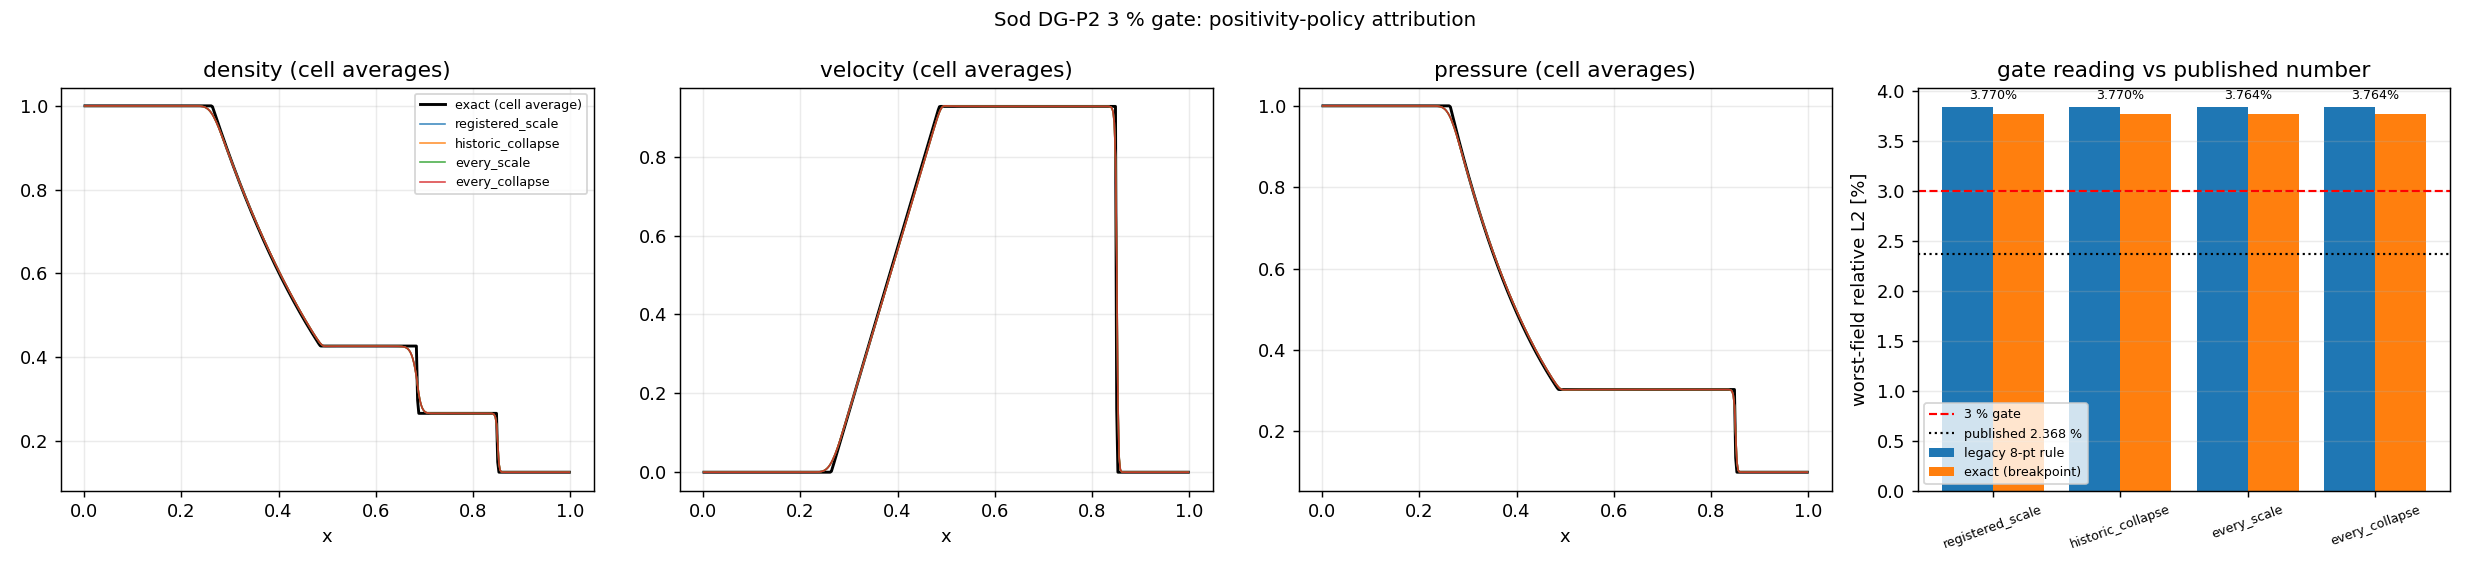 Sod DG-P2 3 % gate: positivity-policy attribution
density (cell averages)
1.0
0.8
0.6
0.4
0.2
0.0
0.2
0.4
0.6
0.8
1.0
x
exact (cell average)
registered_scale
historic_collapse
every_scale
every_collapse
velocity (cell averages)
0.8
0.6
0.4
0.2
0.0
0.0
0.2
0.4
0.6
0.8
1.0
x
pressure (cell averages)
1.0
0.8
0.6
0.4
0.2
0.0
0.2
0.4
0.6
0.8
1.0
x
gate reading vs published number
worst-field relative L2 [%]
4.0
3.5
3.0
2.5
2.0
1.5
1.0
0.5
0.0
3.770%
3.770%
3.764%
3.764%
3 % gate
published 2.368 %
legacy 8-pt rule
exact (breakpoint)
registered_scale
historic_collapse
every_scale
every_collapse